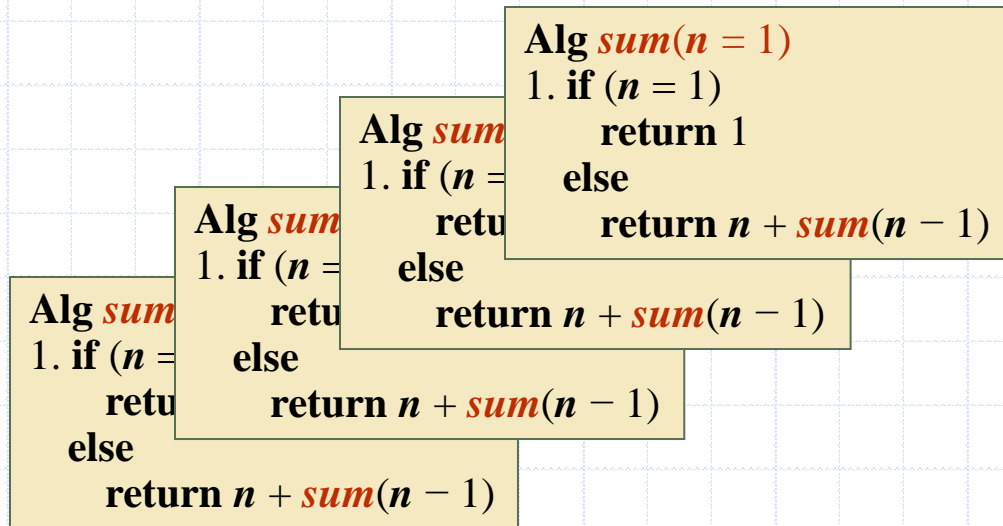 Alg sum(n = 1)
1. if (n = 1)
return 1
else
return n + sum(n − 1)
Alg sum
1. if (n =
retu
else
return n + sum(n − 1)
Alg sum
1. if (n =
retu
else
return n + sum(n − 1)
Alg sum
1. if (n =
retu
else
return n + sum(n − 1)